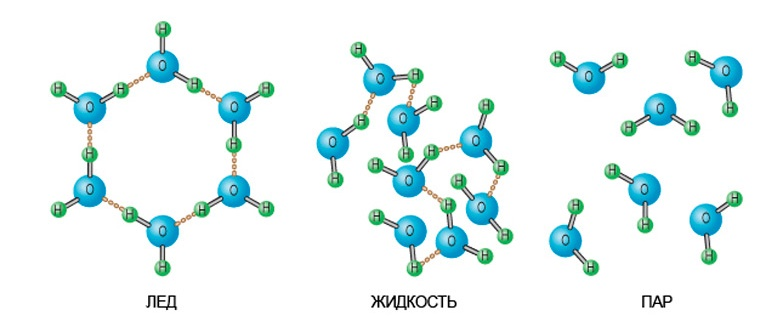 H
H O H H O H O H
H O H O H
H O H O H
H O H
ЛЕД
H O H H O H O H
H O H O H H O H
H O H H O H H O H
ЖИДКОСТЬ
H O H O H
H O H
H O H O H H O H
ПАР